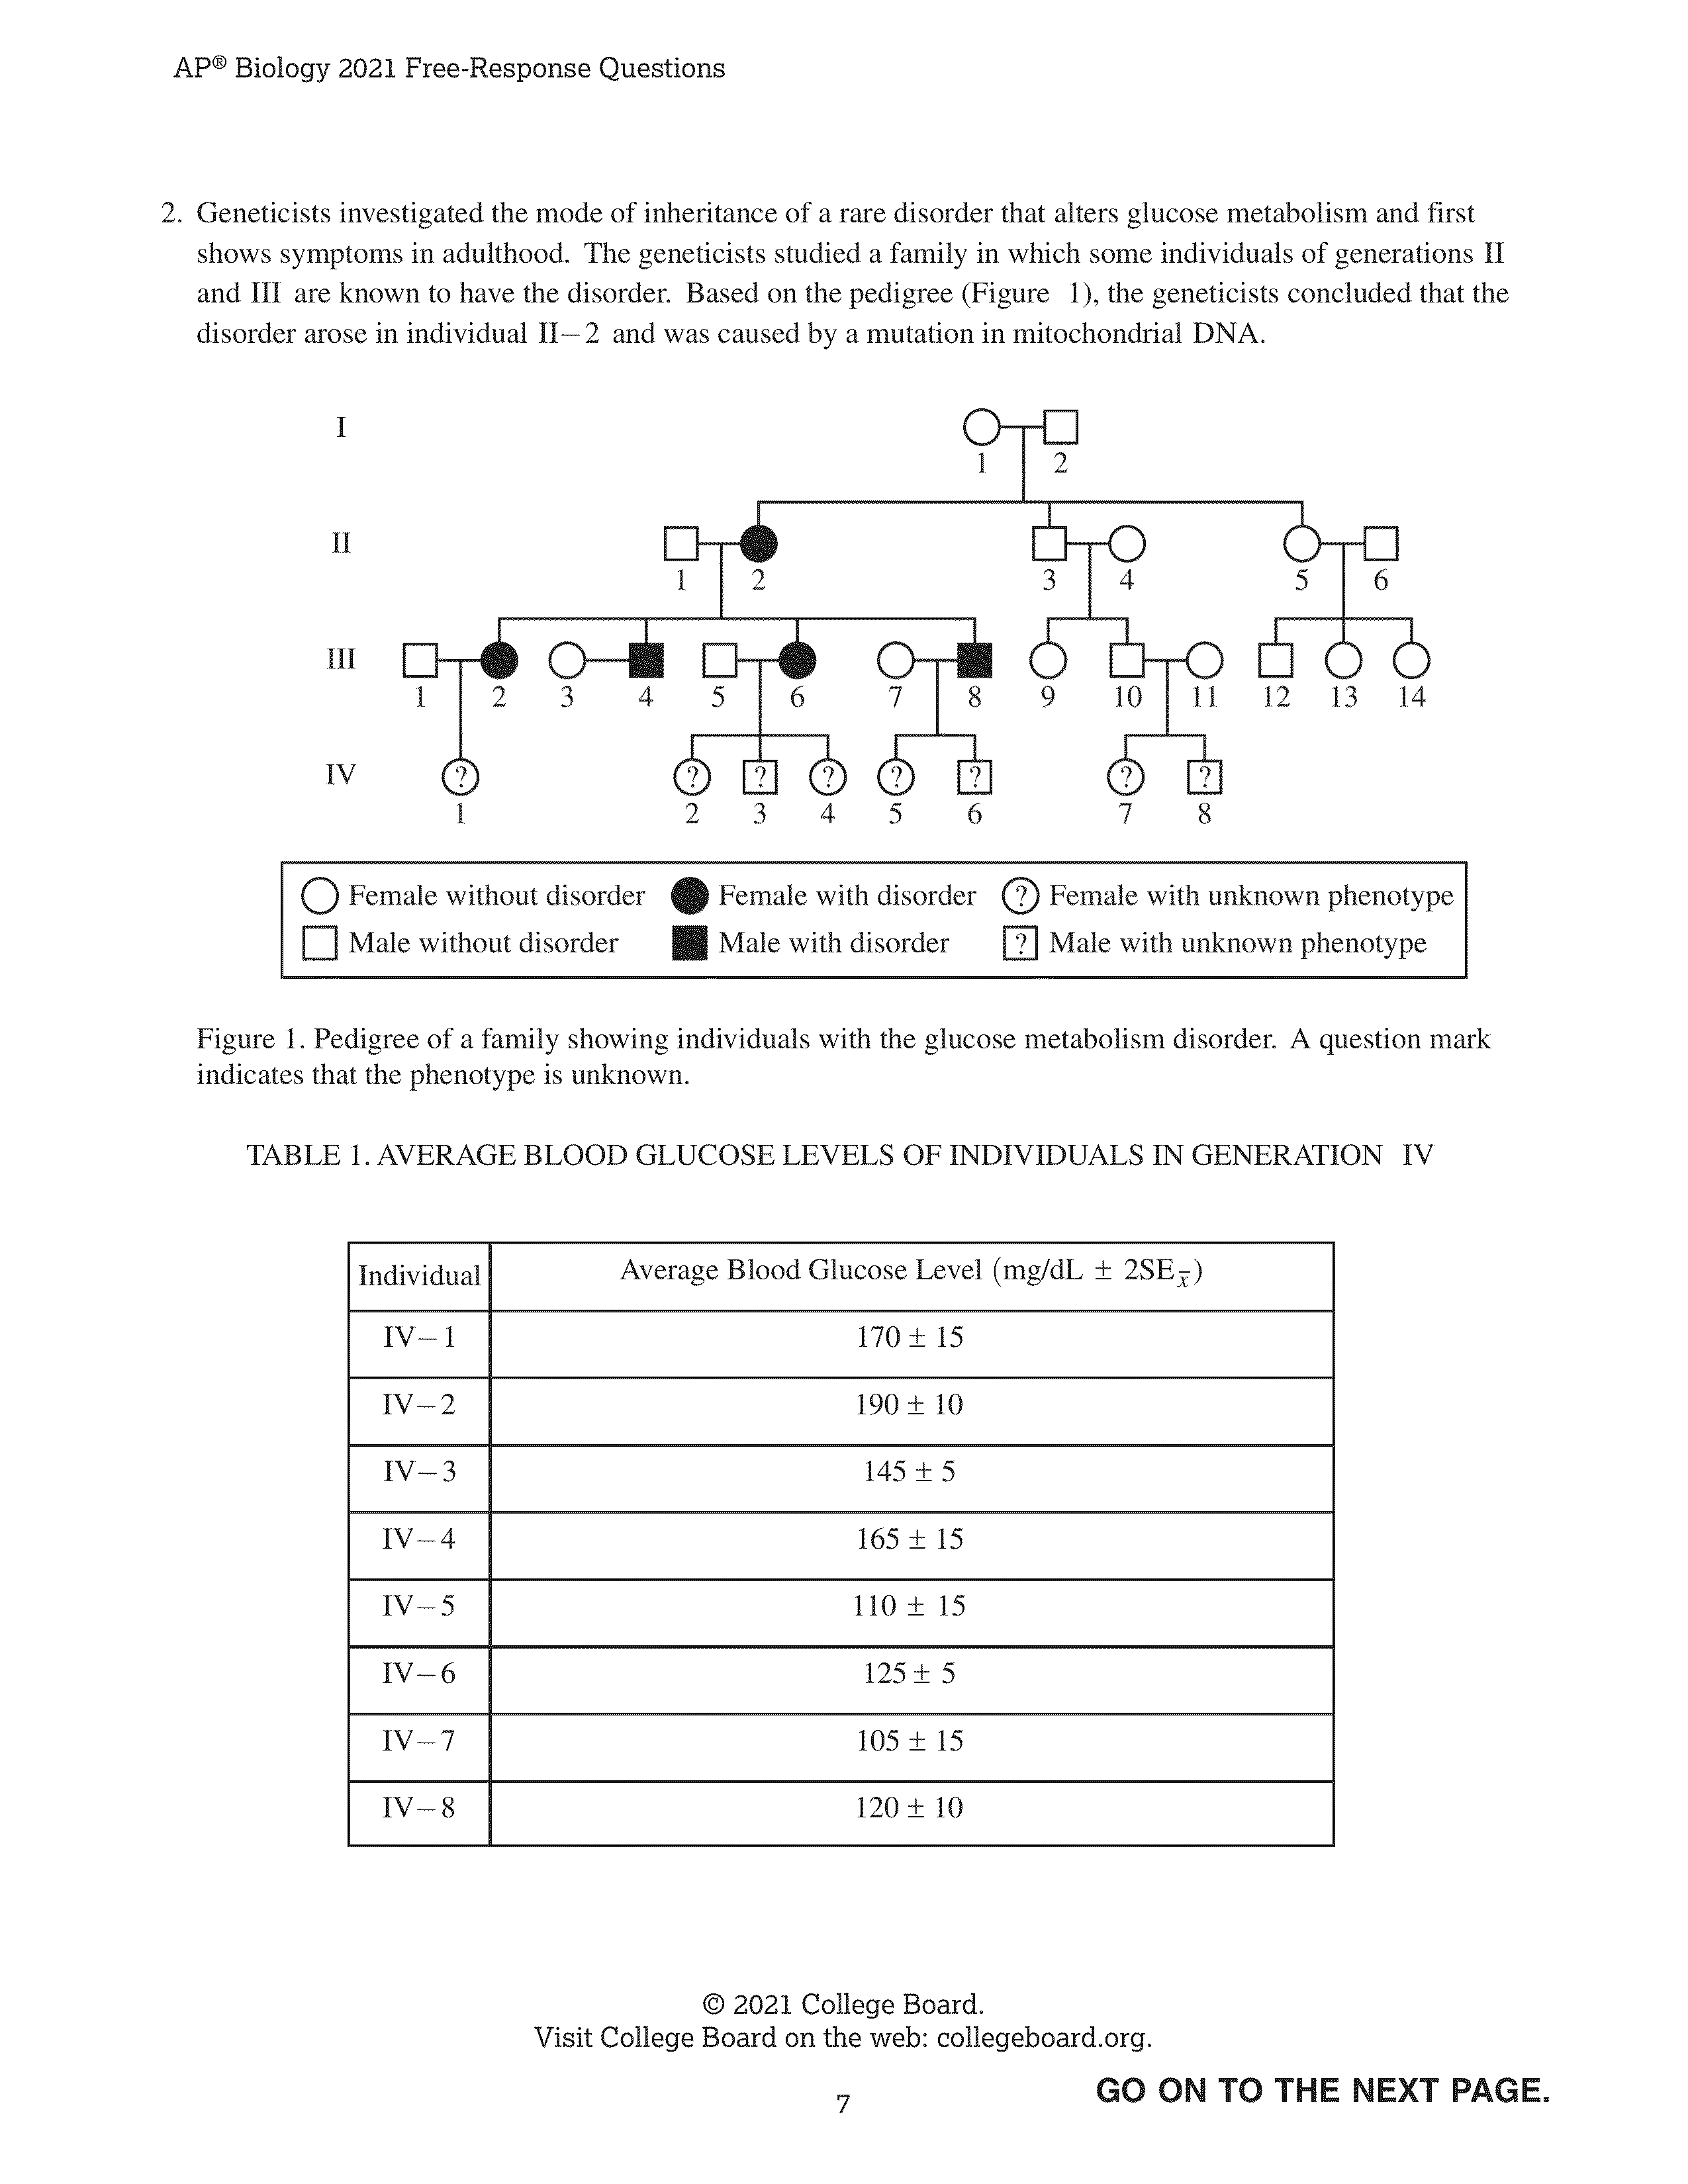 AP® Biology 2021 Free-Response Questions
2. Geneticists investigated the mode of inheritance of a rare disorder that alters glucose metabolism and first
shows symptoms in adulthood. The geneticists studied a family in which some individuals of generations II
and III are known to have the disorder. Based on the pedigree (Figure 1), the geneticists concluded that the
disorder arose in individual II−2 and was caused by a mutation in mitochondrial DNA.
I
1 2
II
1 2 3 4 5 6
III
1 2 3 4 5 6 7 8 9 10 11 12 13 14
IV ? ? ? ? ? ? ? ?
1 2 3 4 5 6 7 8
Female without disorder Female with disorder ? Female with unknown phenotype
Male without disorder Male with disorder ? Male with unknown phenotype
Figure 1. Pedigree of a family showing individuals with the glucose metabolism disorder. A question mark
indicates that the phenotype is unknown.
TABLE 1. AVERAGE BLOOD GLUCOSE LEVELS OF INDIVIDUALS IN GENERATION IV
Individual Average Blood Glucose Level (mg/dL ± 2SEx̄)
IV−1 170 ± 15
IV−2 190 ± 10
IV−3 145 ± 5
IV−4 165 ± 15
IV−5 110 ± 15
IV−6 125 ± 5
IV−7 105 ± 15
IV−8 120 ± 10
© 2021 College Board.
Visit College Board on the web: collegeboard.org.
GO ON TO THE NEXT PAGE.
7